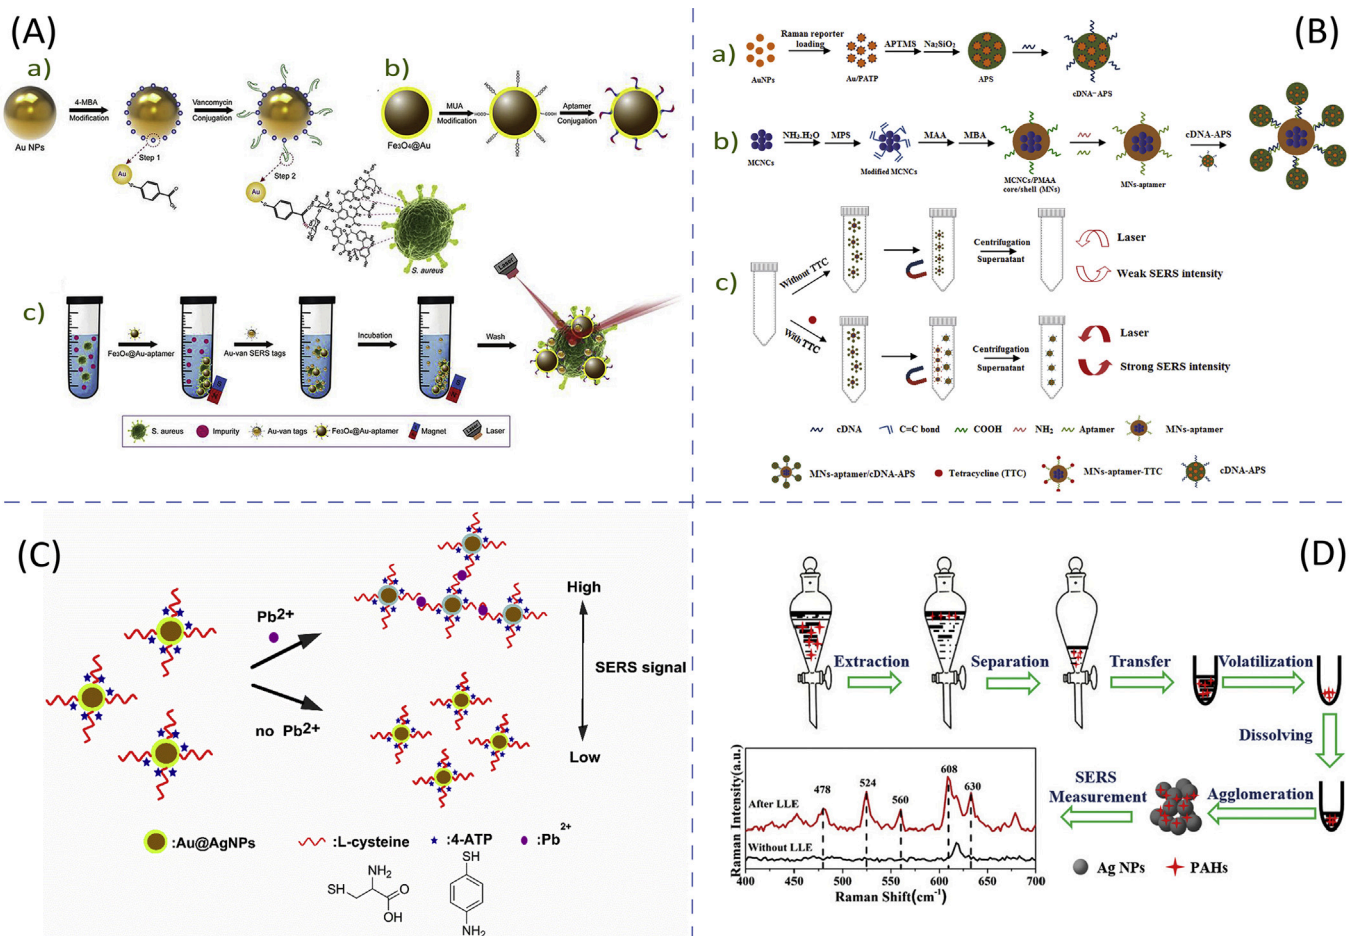 (A)
a)
4-MBA
Modification
Vancomycin
Conjugation
Au NPs
Step 1
Step 2
Au
Au
S. aureus
b)
MUA
Modification
Aptamer
Conjugation
Fe₃O₄@Au
c)
Laser
Fe₃O₄@Au-aptamer
Au-van SERS tags
Incubation
Wash
S. aureus
Impurity
Au-van tags
Fe₃O₄@Au-aptamer
Magnet
Laser
(B)
a)
Raman reporter
loading
APTMS
Na₂SiO₂
AuNPs
Au/PATP
APS
cDNA-APS
b)
NH₃.H₂O
MPS
MAA
MBA
cDNA-APS
MCNCs
Modified MCNCs
MCNCs/PMAA
core/shell (MNs)
MNs-aptamer
c)
Without TTC
Centrifugation
Supernatant
Laser
Weak SERS intensity
With TTC
Centrifugation
Supernatant
Laser
Strong SERS intensity
cDNA
C=C bond
COOH
NH₂
Aptamer
MNs-aptamer
MNs-aptamer/cDNA-APS
Tetracycline (TTC)
MNs-aptamer-TTC
cDNA-APS
(C)
Pb2+
no Pb2+
High
SERS signal
Low
:Au@AgNPs
:L-cysteine
:4-ATP
:Pb2+
SH
NH₂
O
OH
SH
NH₂
(D)
Extraction
Separation
Transfer
Volatilization
Dissolving
Agglomeration
SERS
Measurement
Ag NPs
PAHs
Raman Intensity(a.u.)
After LLE
Without LLE
478
524
560
608
630
400
450
500
550
600
650
700
Raman Shift(cm⁻¹)